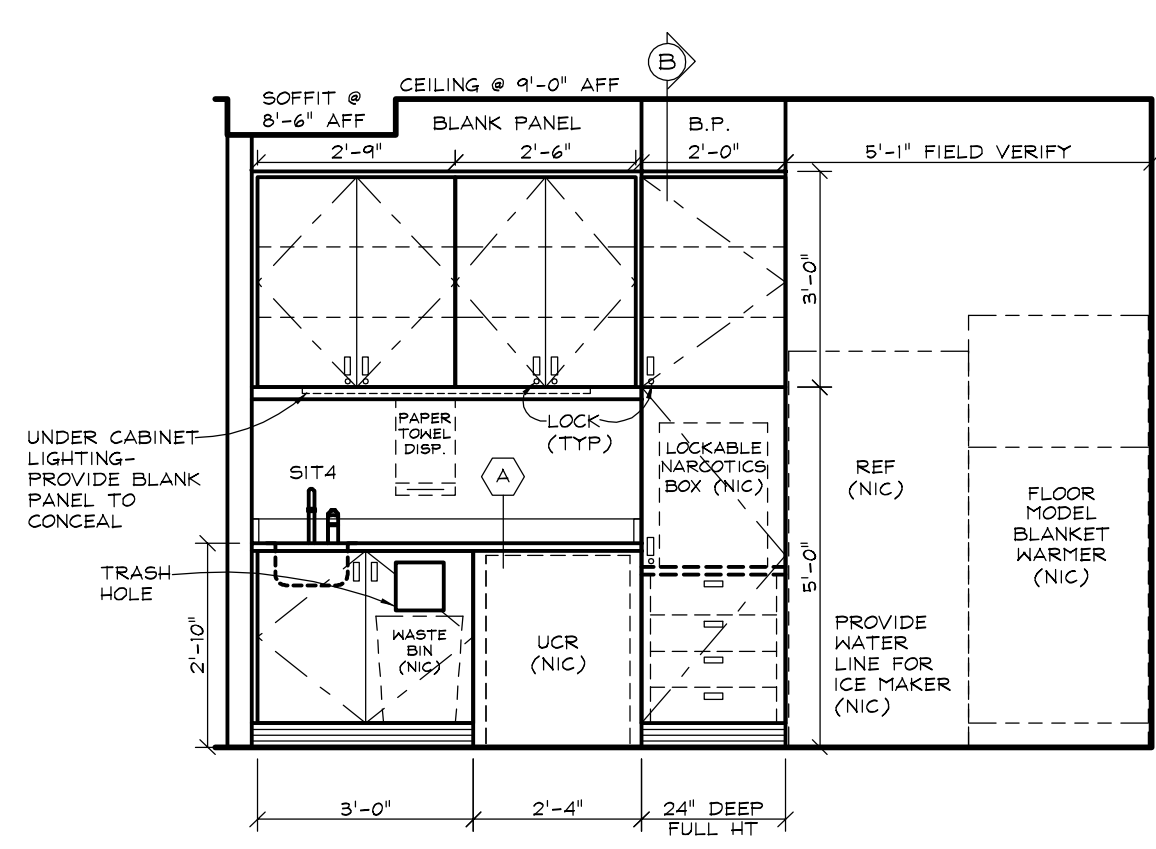 B
CEILING @ 9'-0" AFF
SOFFIT @
8'-6" AFF
BLANK PANEL
B.P.
2'-9"
2'-6"
2'-0"
5'-1" FIELD VERIFY
3'-0"
UNDER CABINET
LIGHTING-
PROVIDE BLANK
PANEL TO
CONCEAL
PAPER
TOWEL
DISP.
LOCK
(TYP)
SIT4
A
LOCKABLE
NARCOTICS
BOX (NIC)
REF
(NIC)
FLOOR
MODEL
BLANKET
WARMER
(NIC)
TRASH
HOLE
5'-0"
2'-10"
WASTE
BIN
(NIC)
UCR
(NIC)
PROVIDE
WATER
LINE FOR
ICE MAKER
(NIC)
3'-0"
2'-4"
24" DEEP
FULL HT